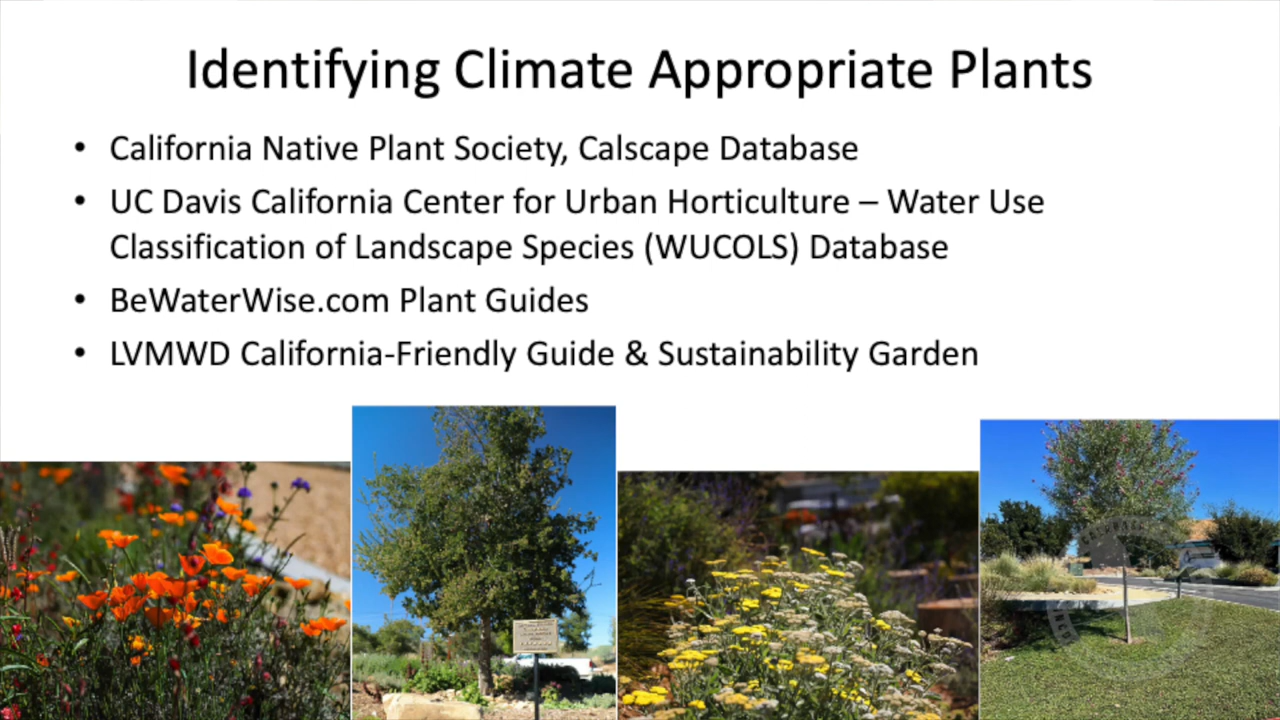 Identifying Climate Appropriate Plants
• California Native Plant Society, Calscape Database
• UC Davis California Center for Urban Horticulture – Water Use
Classification of Landscape Species (WUCOLS) Database
• BeWaterWise.com Plant Guides
• LVMWD California-Friendly Guide & Sustainability Garden